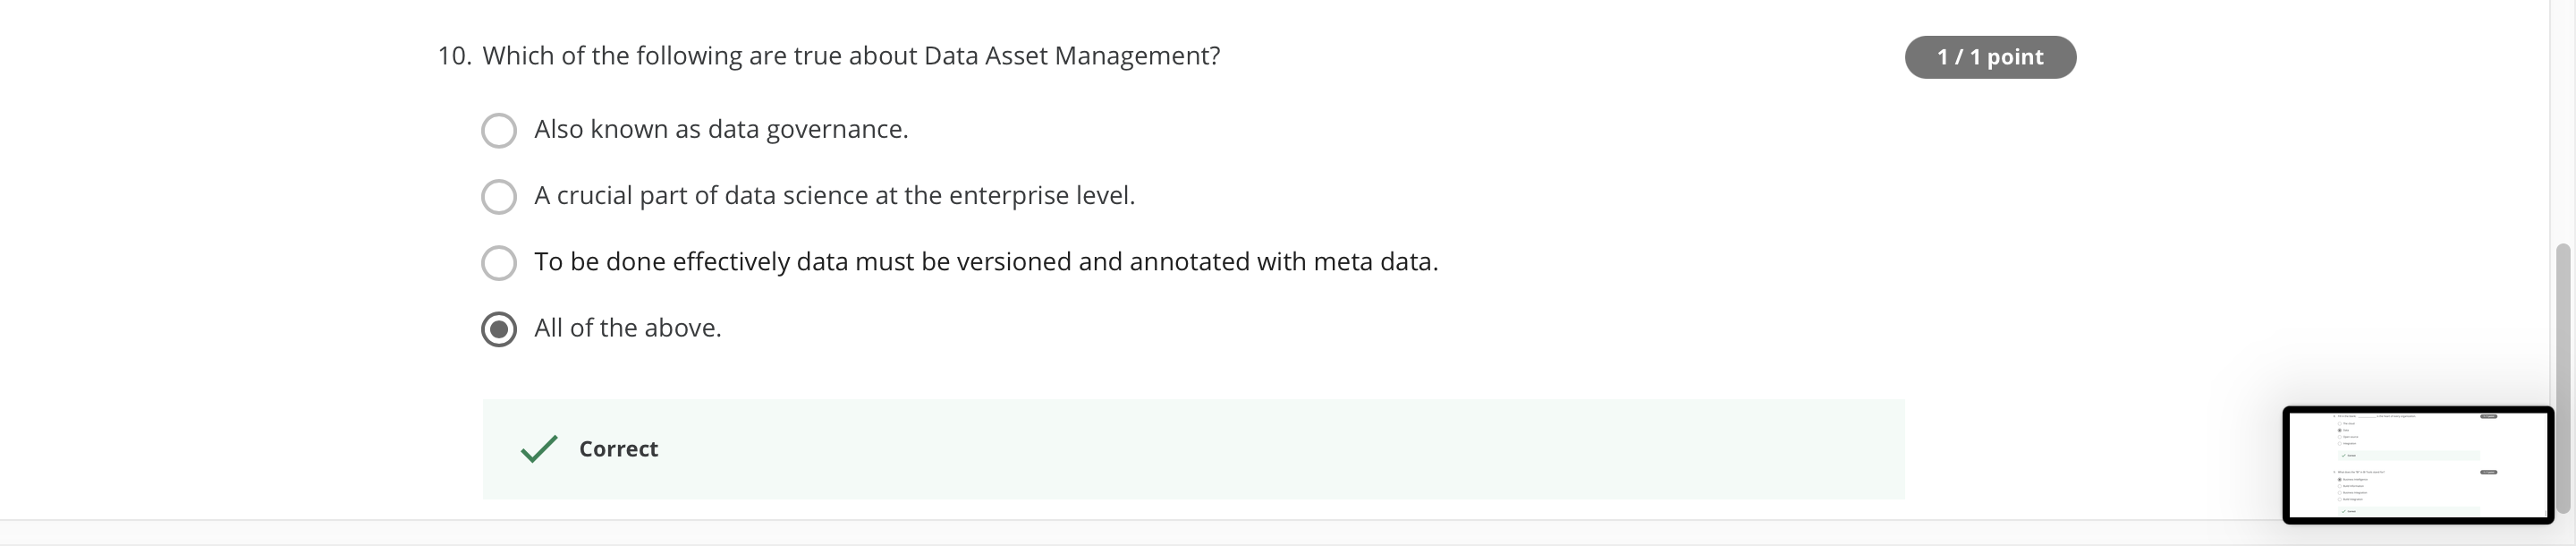 10. Which of the following are true about Data Asset Management?
1 / 1 point
Also known as data governance.
A crucial part of data science at the enterprise level.
To be done effectively data must be versioned and annotated with meta data.
All of the above.
Correct